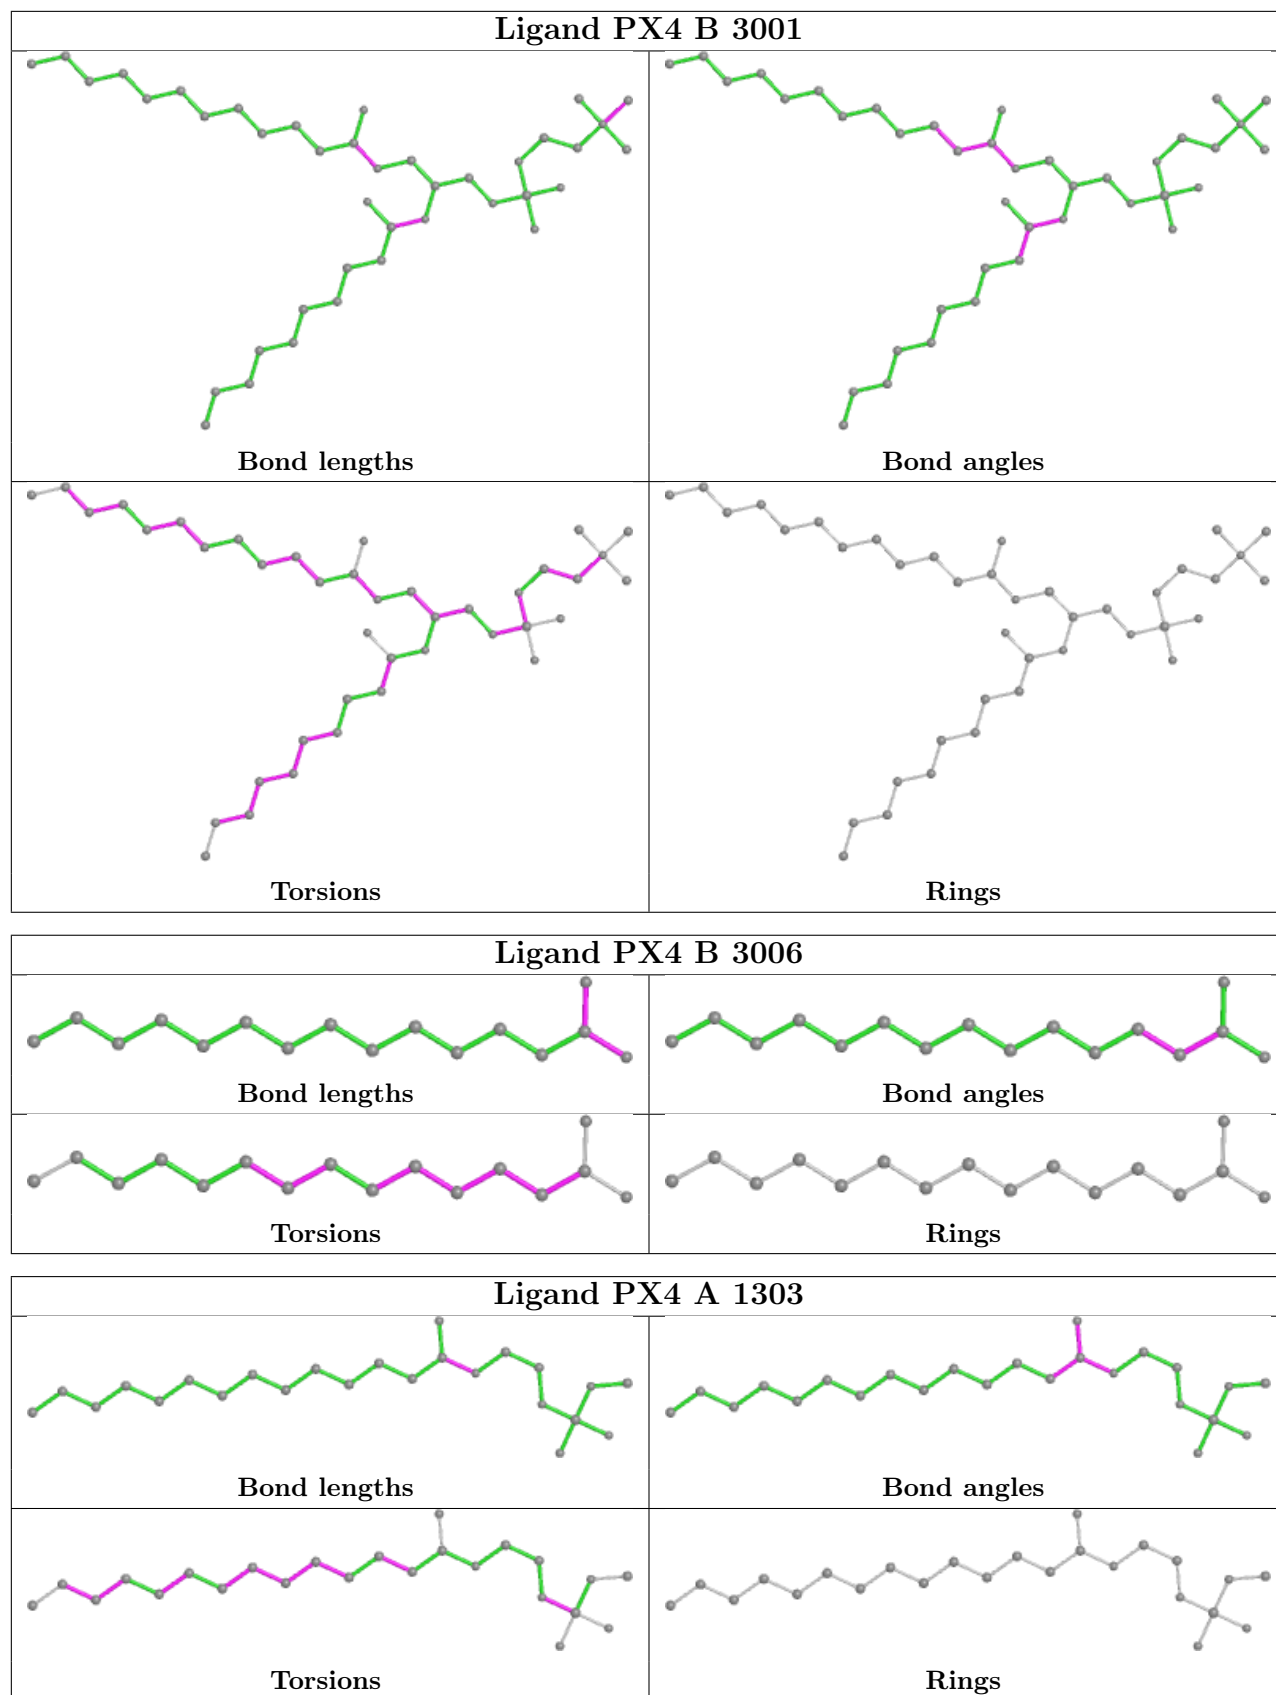 Ligand PX4 B 3001
Bond lengths
Bond angles
Torsions
Rings
Ligand PX4 B 3006
Bond lengths
Bond angles
Torsions
Rings
Ligand PX4 A 1303
Bond lengths
Bond angles
Torsions
Rings